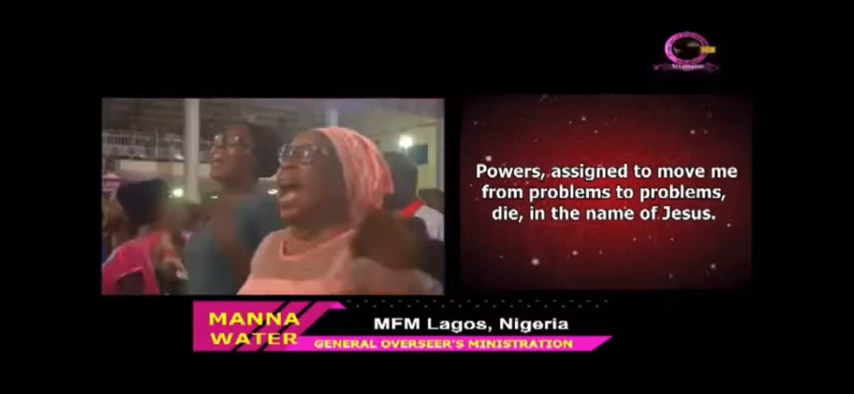 Powers, assigned to move me
from problems to problems,
die, in the name of Jesus.
MANNA
WATER
MFM Lagos, Nigeria
GENERAL OVERSEER'S MINISTRATION